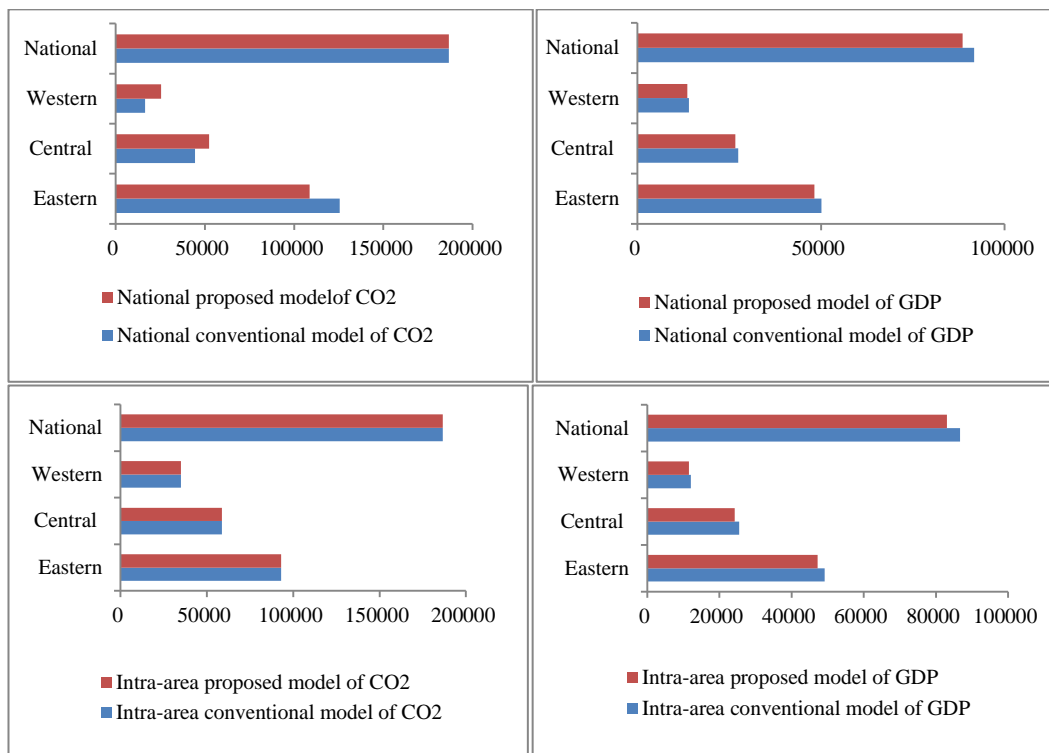 National
Western
Central
Eastern
0 50000 100000 150000 200000
National proposed modelof CO2
National conventional model of CO2
National
Western
Central
Eastern
0 50000 100000
National proposed model of GDP
National conventional model of GDP
National
Western
Central
Eastern
0 50000 100000 150000 200000
Intra-area proposed model of CO2
Intra-area conventional model of CO2
National
Western
Central
Eastern
0 20000 40000 60000 80000 100000
Intra-area proposed model of GDP
Intra-area conventional model of GDP